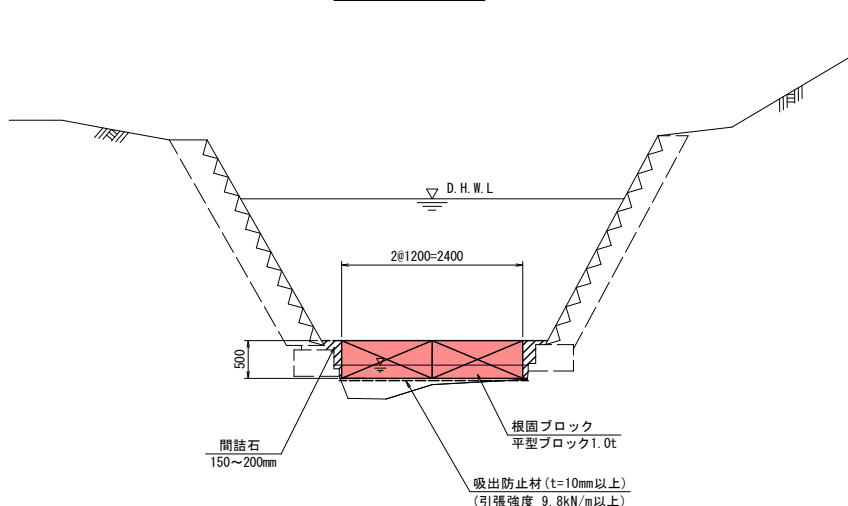 D.H.W.L
2@1200=2400
500
根固ブロック
平型ブロック1.0t
間詰石
150～200mm
吸出防止材(t=10mm以上)
(引張強度 9.8kN/m以上)